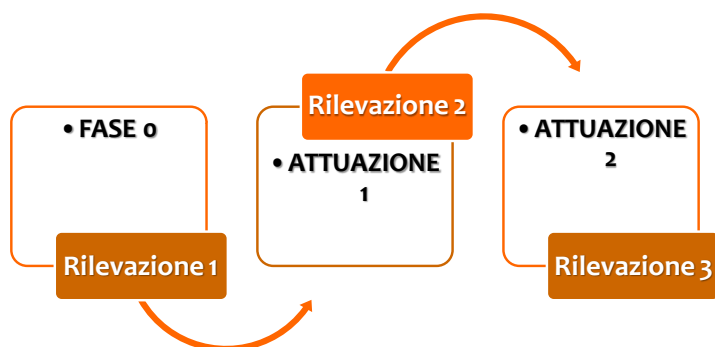 • FASE 0
Rilevazione 1
Rilevazione 2
• ATTUAZIONE
1
• ATTUAZIONE
2
Rilevazione 3